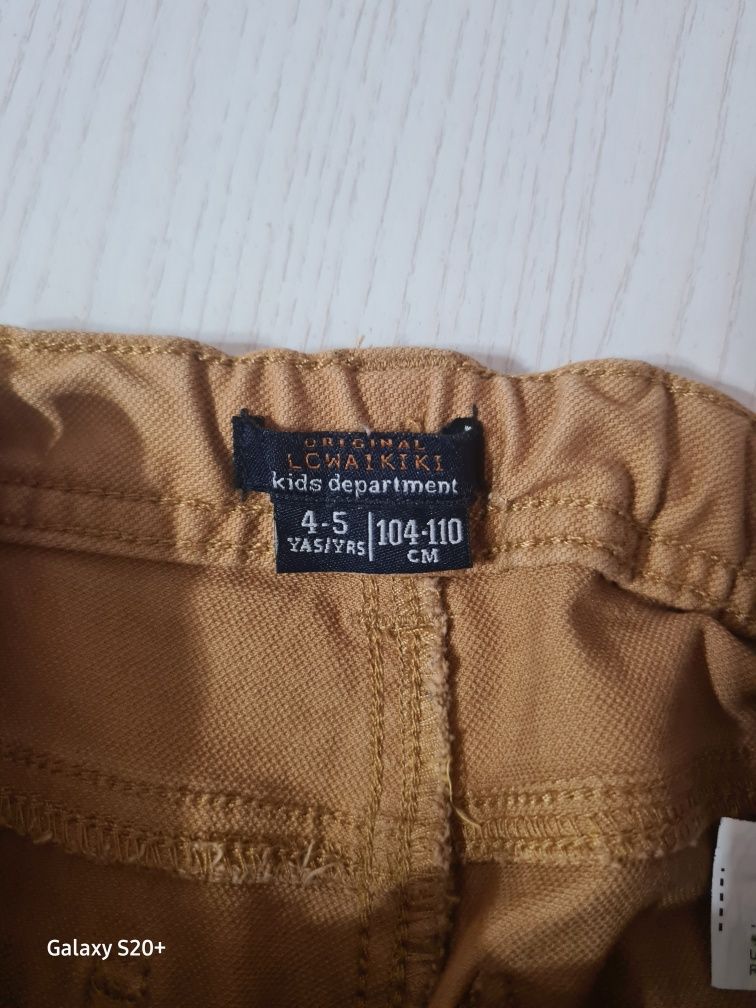 ORIGINAL
LCWAIKIKI
kids department
4-5
YAS/YRS
104-110
CM
Galaxy S20+